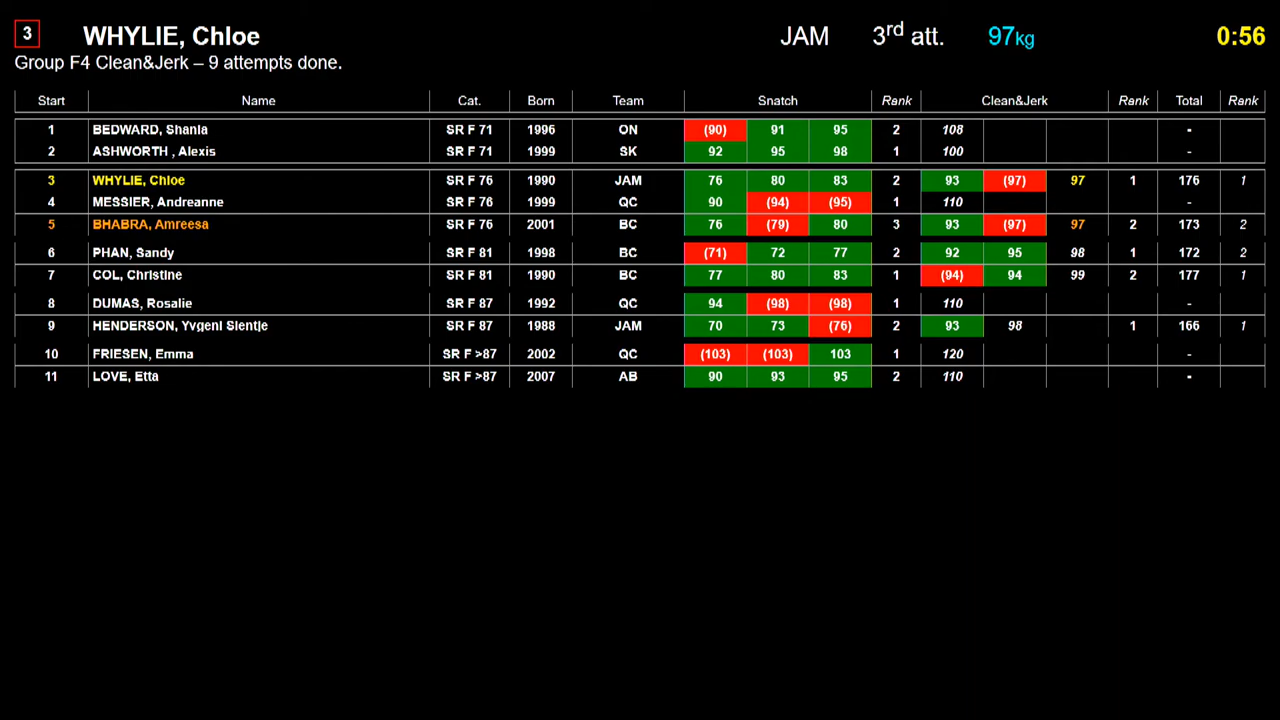 3 WHYLIE, Chloe JAM 3rd att. 97kg 0:56
Group F4 Clean&Jerk – 9 attempts done.
Start Name Cat. Born Team Snatch Rank Clean&Jerk Rank Total Rank
1 BEDWARD, Shania SR F 71 1996 ON (90) 91 95 2 108 -
2 ASHWORTH , Alexis SR F 71 1999 SK 92 95 98 1 100 -
3 WHYLIE, Chloe SR F 76 1990 JAM 76 80 83 2 93 (97) 97 1 176 1
4 MESSIER, Andreanne SR F 76 1999 QC 90 (94) (95) 1 110 -
5 BHABRA, Amreesa SR F 76 2001 BC 76 (79) 80 3 93 (97) 97 2 173 2
6 PHAN, Sandy SR F 81 1998 BC (71) 72 77 2 92 95 98 1 172 2
7 COL, Christine SR F 81 1990 BC 77 80 83 1 (94) 94 99 2 177 1
8 DUMAS, Rosalie SR F 87 1992 QC 94 (98) (98) 1 110 -
9 HENDERSON, Yvgeni Sientje SR F 87 1988 JAM 70 73 (76) 2 93 98 1 166 1
10 FRIESEN, Emma SR F >87 2002 QC (103) (103) 103 1 120 -
11 LOVE, Etta SR F >87 2007 AB 90 93 95 2 110 -